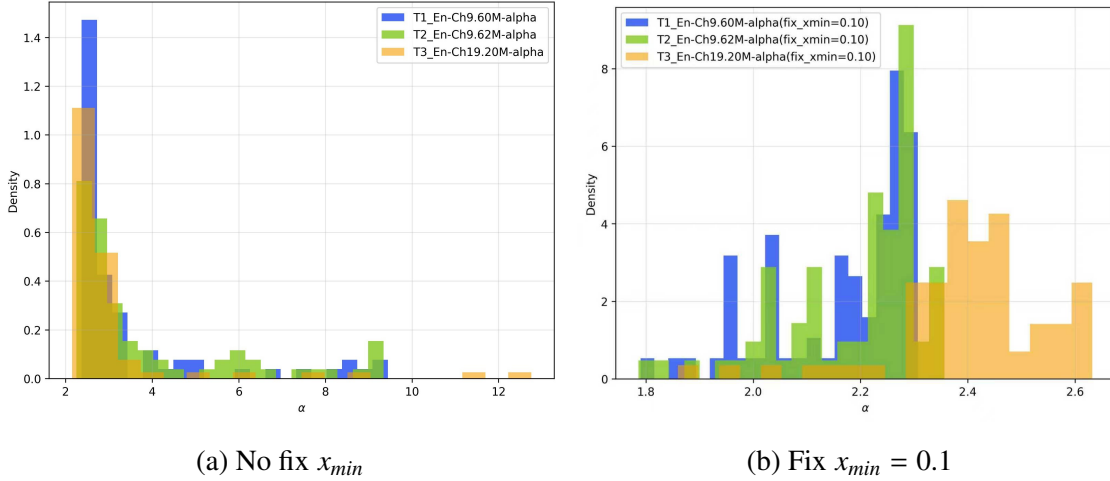 T1_En-Ch9.60M-alpha
T2_En-Ch9.62M-alpha
T3_En-Ch19.20M-alpha
1.4
1.2
1.0
0.8
0.6
0.4
0.2
0.0
Density
2 4 6 8 10 12
α
(a) No fix x_{min}
T1_En-Ch9.60M-alpha(fix_xmin=0.10)
T2_En-Ch9.62M-alpha(fix_xmin=0.10)
T3_En-Ch19.20M-alpha(fix_xmin=0.10)
8
6
4
2
0
Density
1.8 2.0 2.2 2.4 2.6
α
(b) Fix x_{min} = 0.1